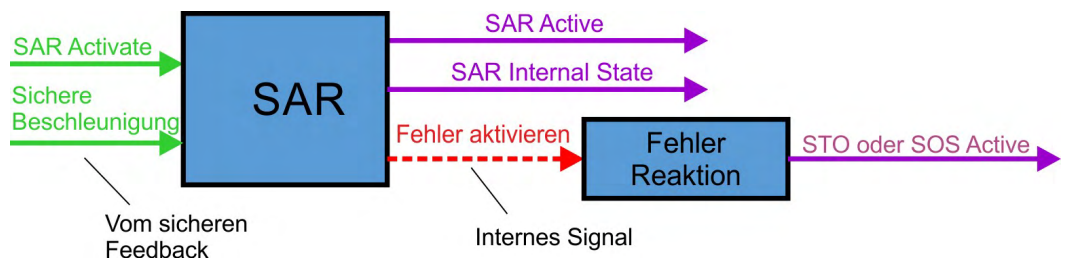 SAR Activate
Sichere
Beschleunigung
Vom sicheren
Feedback
SAR
SAR Active
SAR Internal State
Fehler aktivieren
Internes Signal
Fehler
Reaktion
STO oder SOS Active